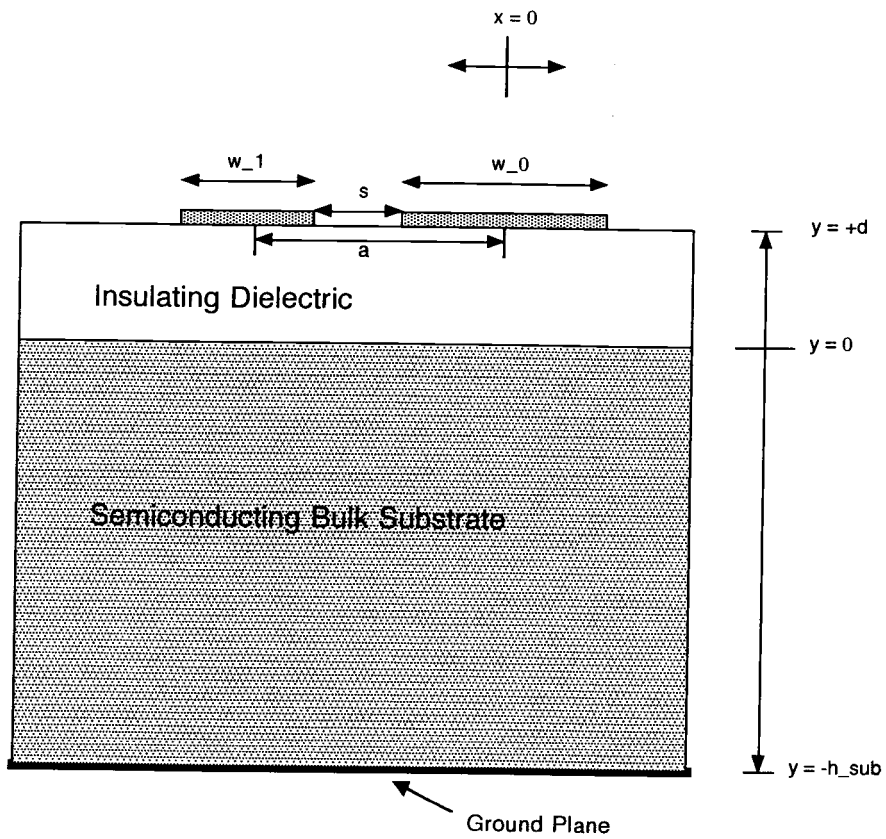 x = 0
w_1
w_0
s
a
y = +d
Insulating Dielectric
y = 0
Semiconducting Bulk Substrate
y = -h_sub
Ground Plane